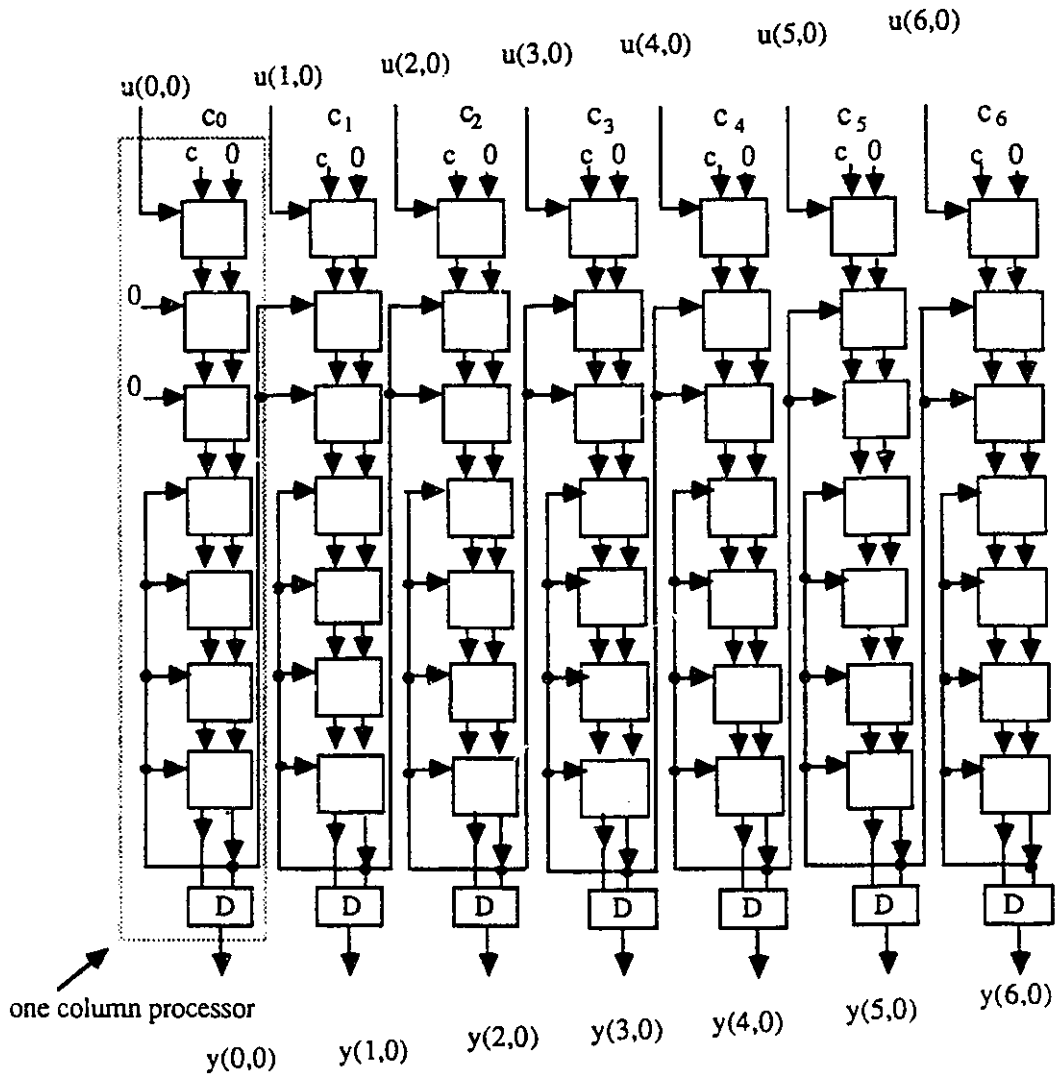 u(0,0) u(1,0) u(2,0) u(3,0) u(4,0) u(5,0) u(6,0)
c0 c1 c2 c3 c4 c5 c6
c 0 c 0 c 0 c 0 c 0 c 0 c 0
0
0
D D D D D D D
one column processor
y(0,0) y(1,0) y(2,0) y(3,0) y(4,0) y(5,0) y(6,0)